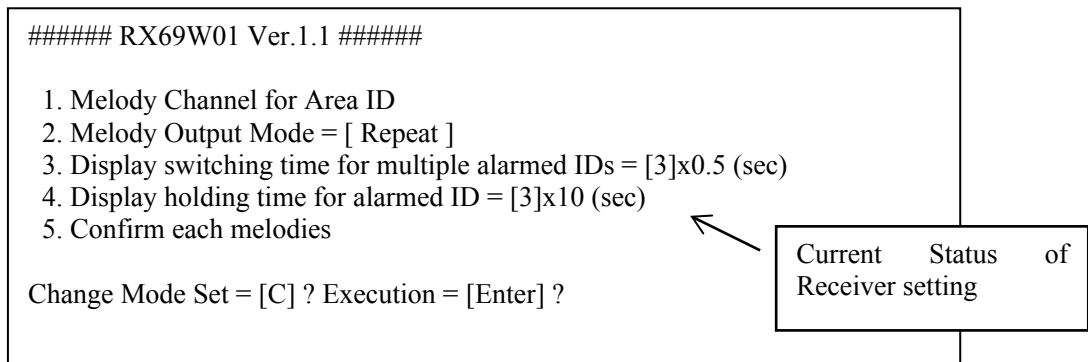 ###### RX69W01 Ver.1.1 ######
1. Melody Channel for Area ID
2. Melody Output Mode = [ Repeat ]
3. Display switching time for multiple alarmed IDs = [3]x0.5 (sec)
4. Display holding time for alarmed ID = [3]x10 (sec)
5. Confirm each melodies
Change Mode Set = [C] ? Execution = [Enter] ?
Current Status of
Receiver setting